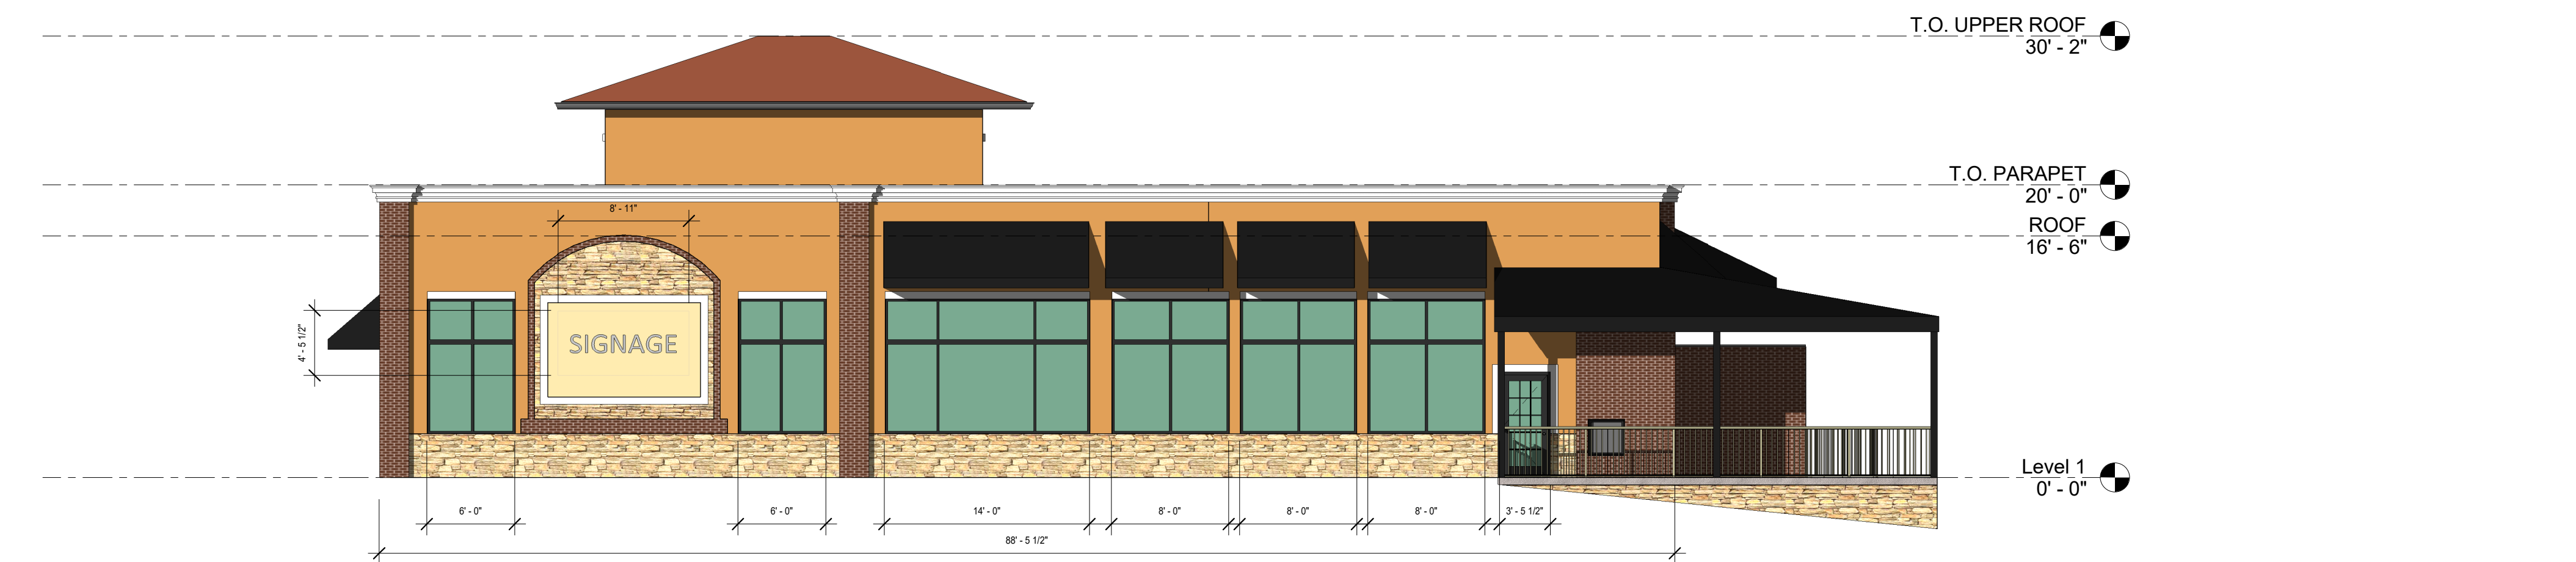 T.O. UPPER ROOF
30' - 2"
T.O. PARAPET
20' - 0"
ROOF
16' - 6"
8' - 11"
4' - 5 1/2"
SIGNAGE
Level 1
0' - 0"
6' - 0"
6' - 0"
14' - 0"
8' - 0"
8' - 0"
8' - 0"
3' - 5 1/2"
88' - 5 1/2"